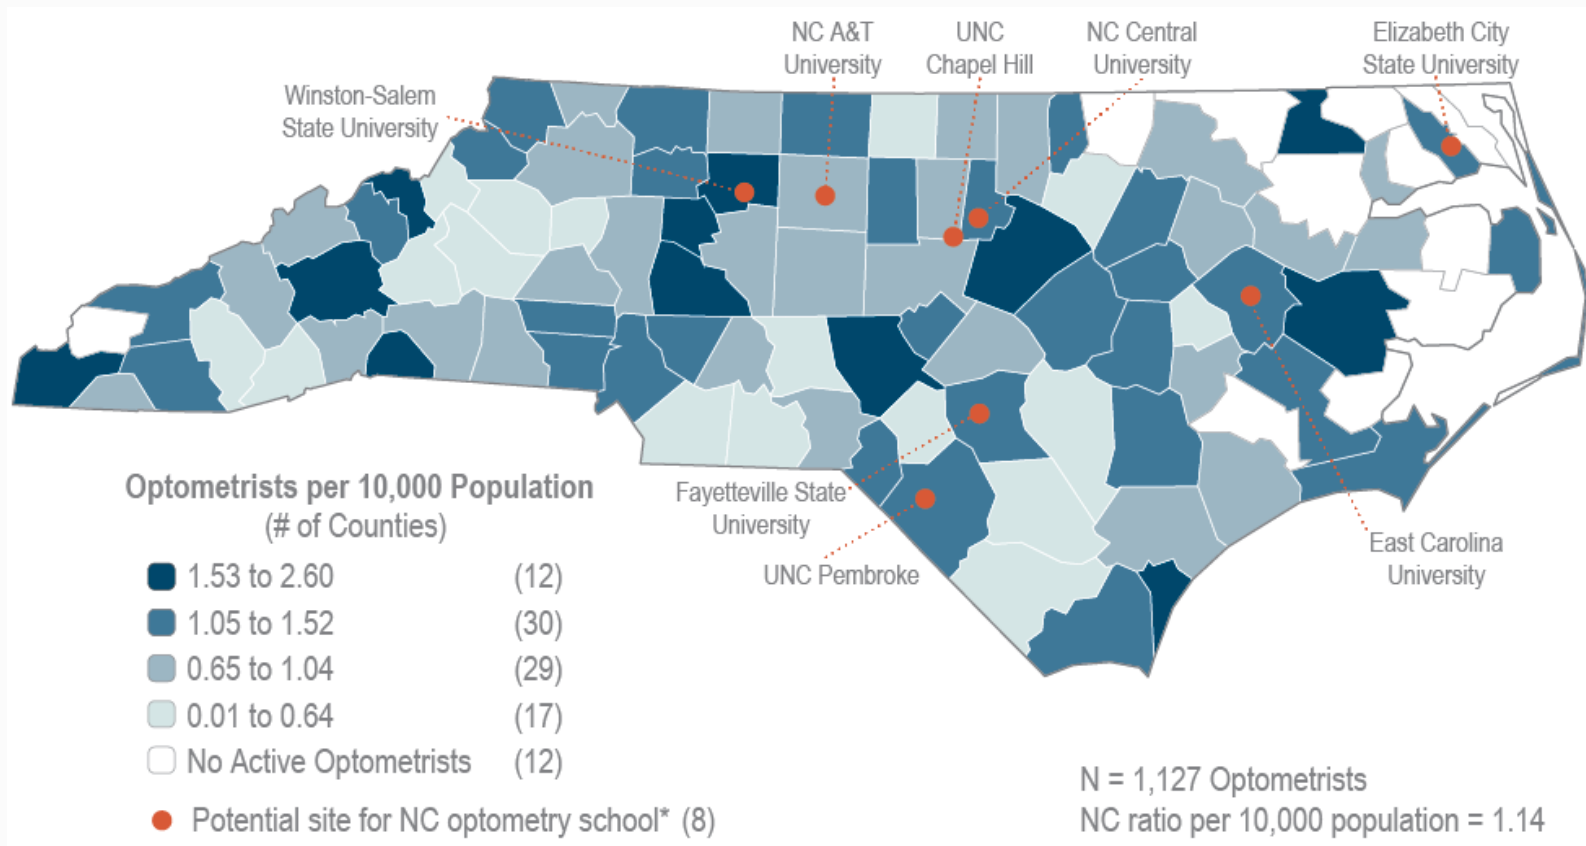 NC A&T
University
UNC
Chapel Hill
NC Central
University
Elizabeth City
State University
Winston-Salem
State University
Optometrists per 10,000 Population
(# of Counties)
1.53 to 2.60 (12)
1.05 to 1.52 (30)
0.65 to 1.04 (29)
0.01 to 0.64 (17)
No Active Optometrists (12)
Potential site for NC optometry school* (8)
Fayetteville State
University
UNC Pembroke
East Carolina
University
N = 1,127 Optometrists
NC ratio per 10,000 population = 1.14